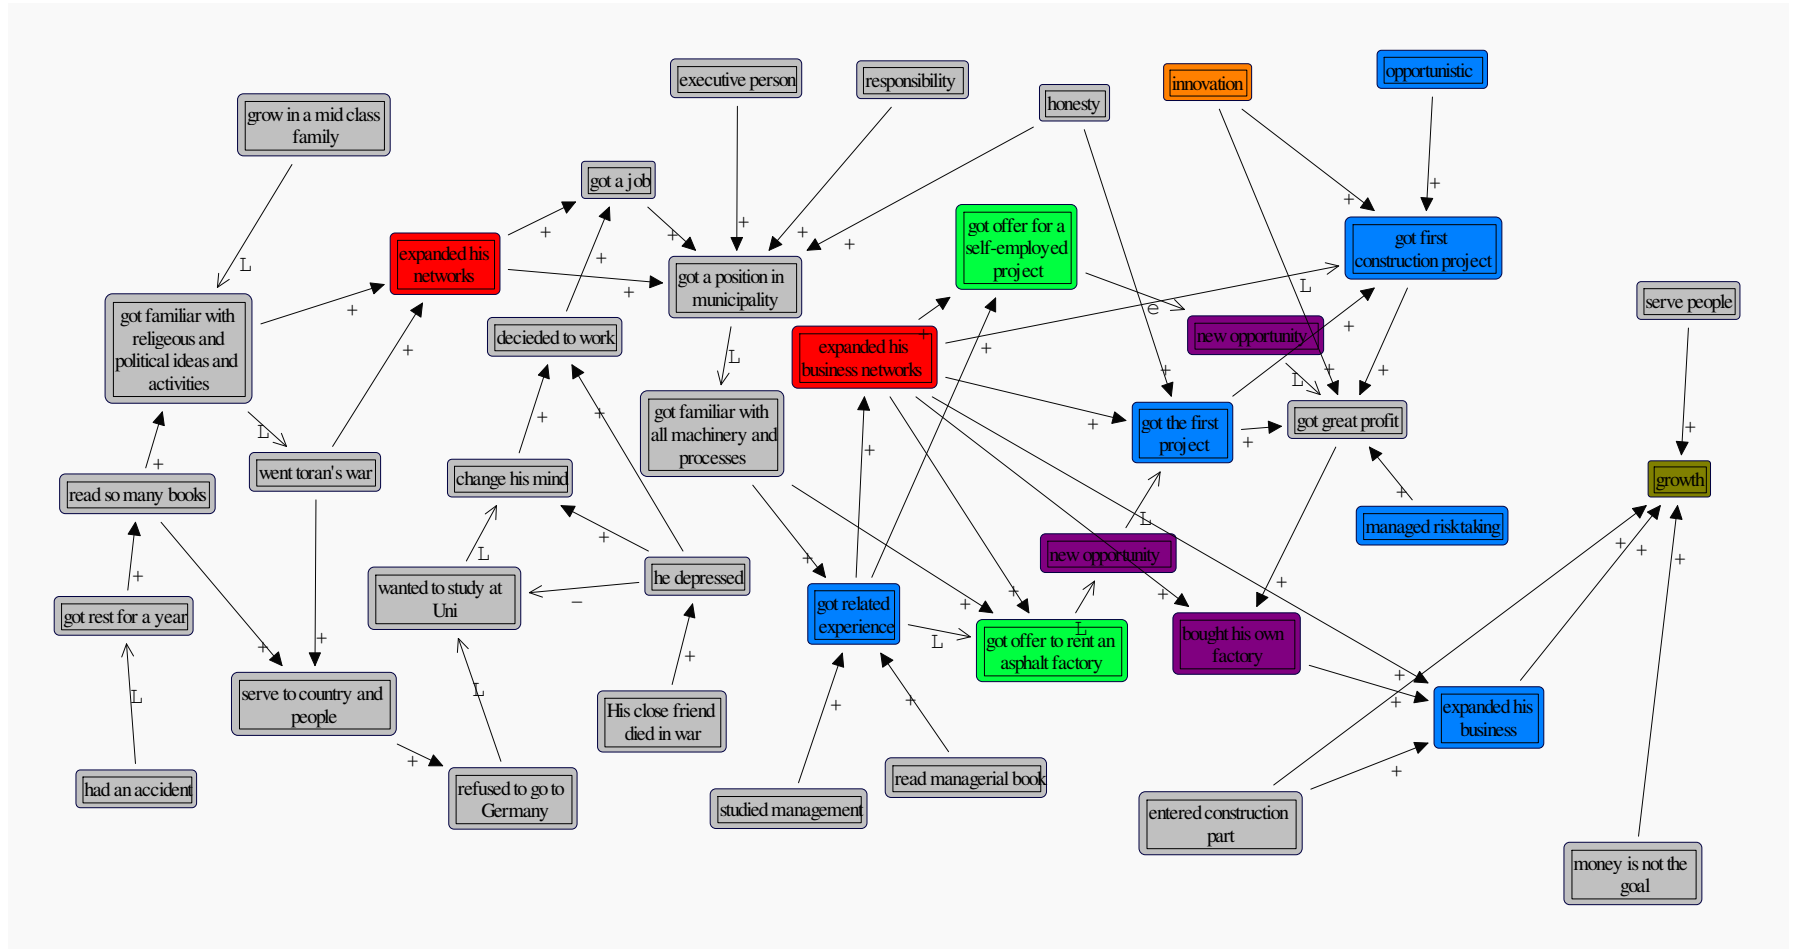 executive person
responsibility
honesty
innovation
opportunistic
grow in a mid class
family
got a job
expanded his
networks
got a position in
municipality
got offer for a
self-employed
project
got first
construction project
serve people
got familiar with
religeous and
political ideas and
activities
decieded to work
expanded his
business networks
new opportunity
got familiar with
all machinery and
processes
got the first
project
got great profit
growth
read so many books
went toran's war
change his mind
managed risktaking
new opportunity
got rest for a year
wanted to study at
Uni
he depressed
got related
experience
got offer to rent an
asphalt factory
bought his own
factory
serve to country and
people
His close friend
died in war
expanded his
business
had an accident
refused to go to
Germany
studied management
read managerial book
entered construction
part
money is not the
goal
L
+
+
+
+
+
+
+
+
+
+
L
+
+
L
+
+
L
L
+
+
+
+
+
L
-
+
L
+
+
e
L
+
+
+
+
+
L
+
+
+
+
+
L
+
+
L
L
+
+
+
+
+
+
+
+
+
+
+